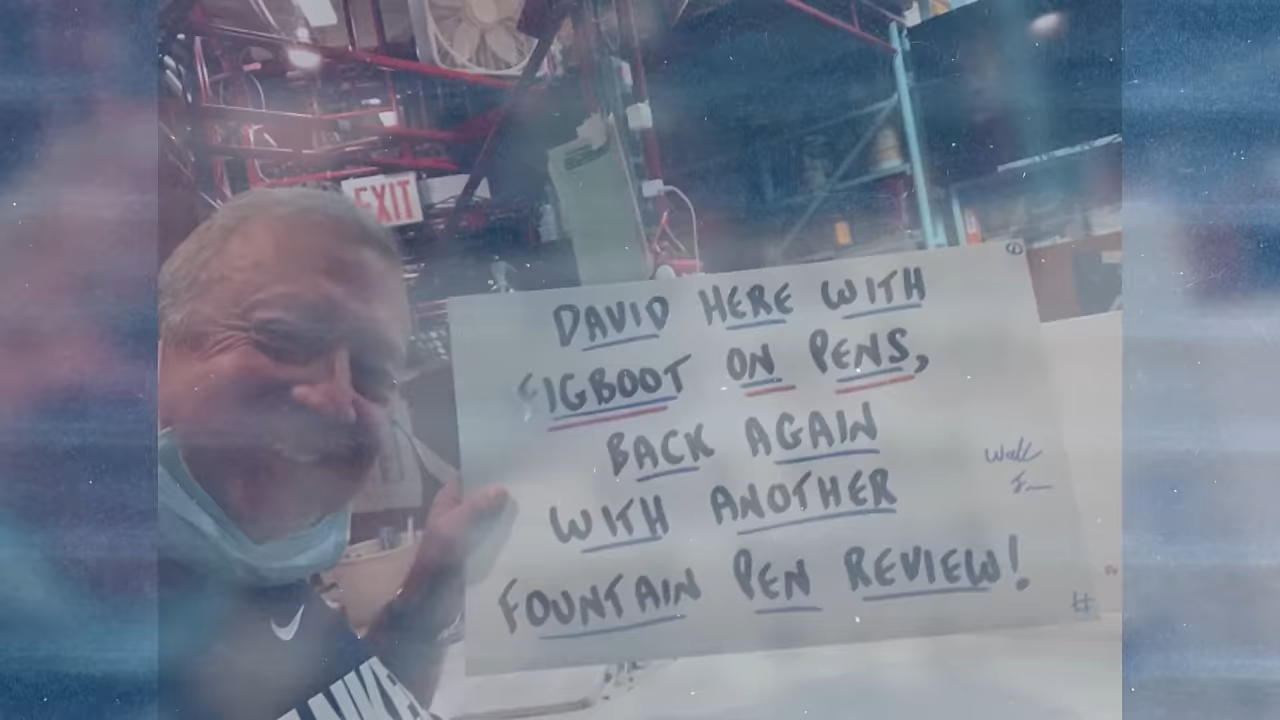 EXIT
DAVID HERE WITH
FIGBOOT ON PENS,
BACK AGAIN
WITH ANOTHER
FOUNTAIN PEN REVIEW!